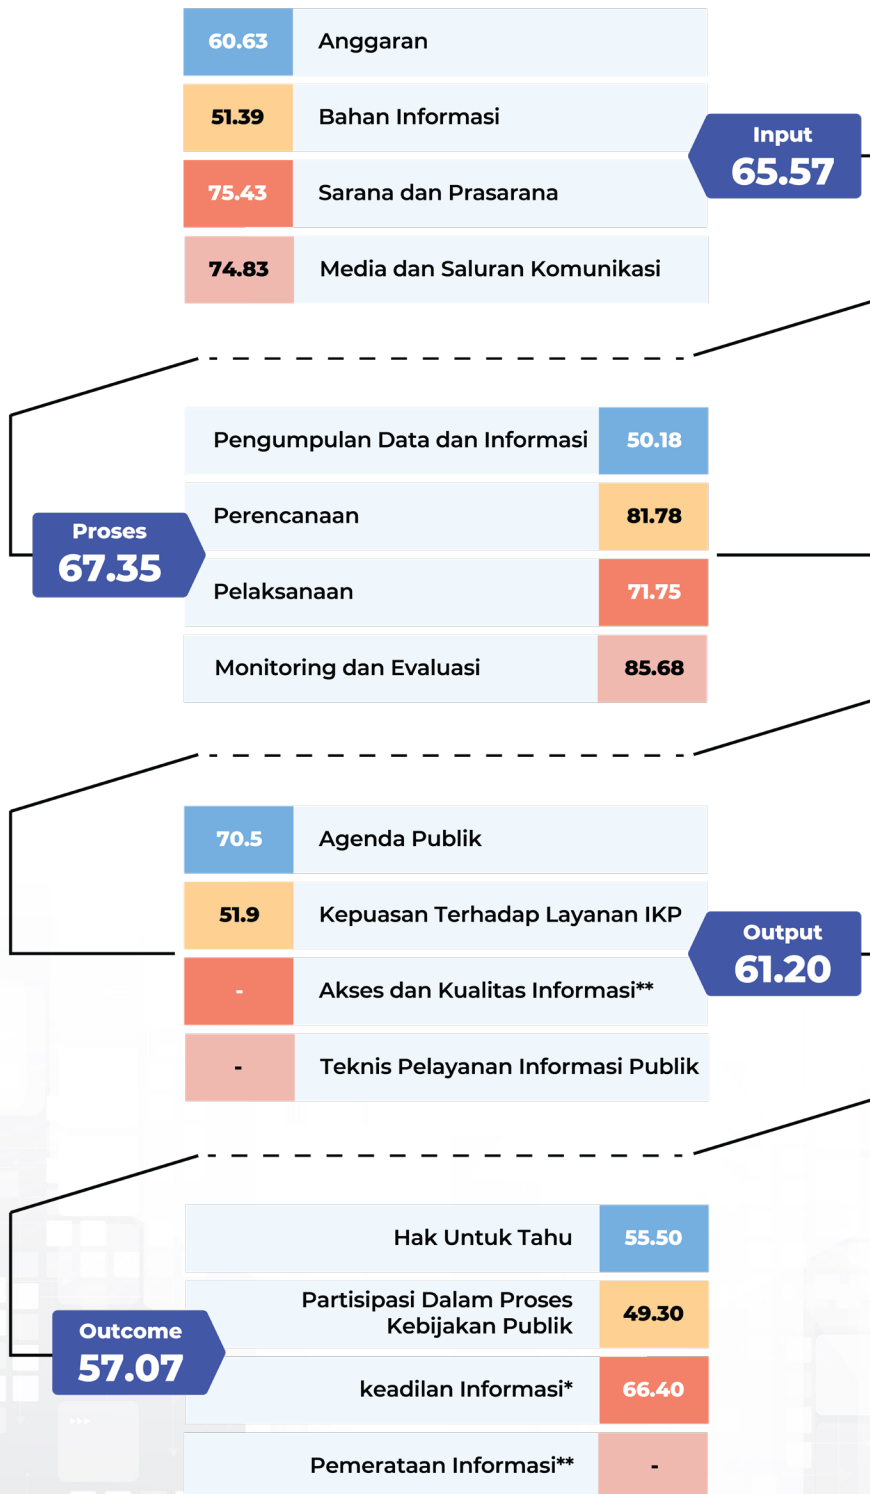 60.63 Anggaran
51.39 Bahan Informasi
Input
65.57
75.43 Sarana dan Prasarana
74.83 Media dan Saluran Komunikasi
Pengumpulan Data dan Informasi 50.18
Perencanaan 81.78
Proses
67.35
Pelaksanaan 71.75
Monitoring dan Evaluasi 85.68
70.5 Agenda Publik
51.9 Kepuasan Terhadap Layanan IKP
Output
61.20
- Akses dan Kualitas Informasi**
- Teknis Pelayanan Informasi Publik
Hak Untuk Tahu 55.50
Partisipasi Dalam Proses
Kebijakan Publik 49.30
Outcome
57.07
keadilan Informasi* 66.40
Pemerataan Informasi** -